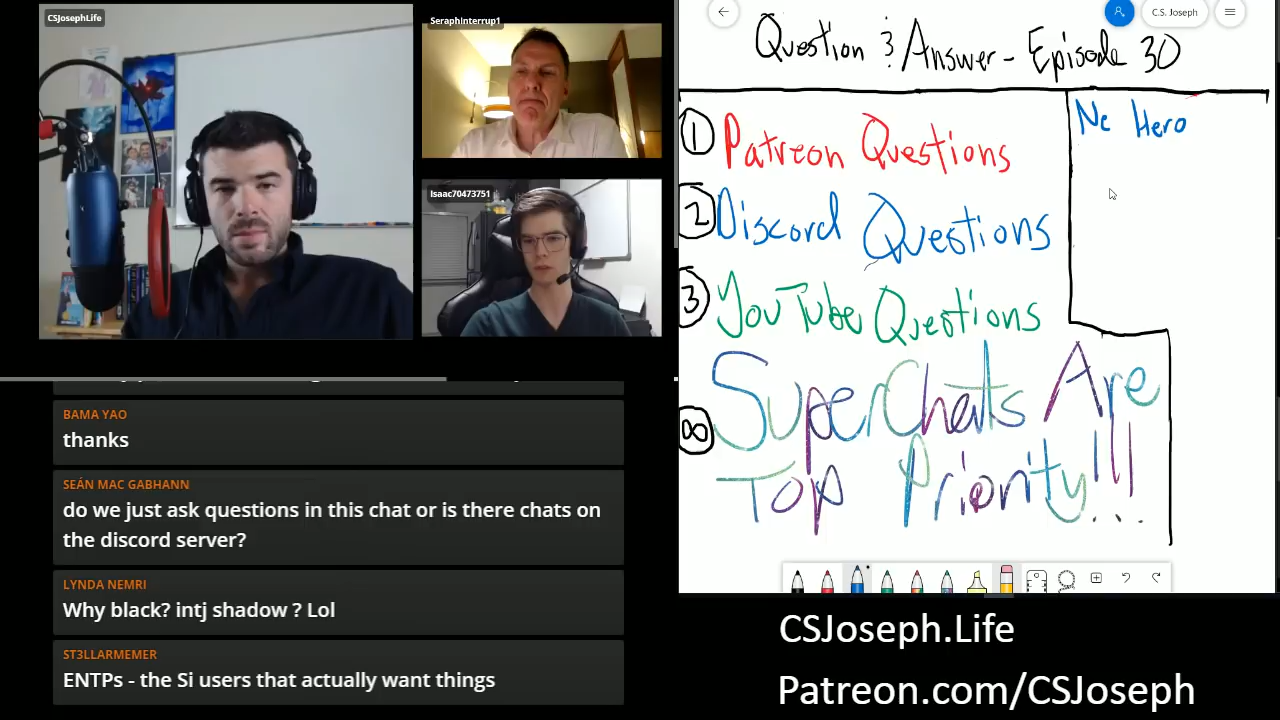 CSJosephLife
SeraphInterrup1
Isaac70473751
C.S. Joseph
Question & Answer - Episode 30
Ne Hero
1 Patreon Questions
2 Discord Questions
3 YouTube Questions
∞ SuperChats Are
Top Priority!!!...
BAMA YAO
thanks
SEÁN MAC GABHANN
do we just ask questions in this chat or is there chats on
the discord server?
LYNDA NEMRI
Why black? intj shadow ? Lol
ST3LLARMEMER
ENTPs - the Si users that actually want things
CSJoseph.Life
Patreon.com/CSJoseph